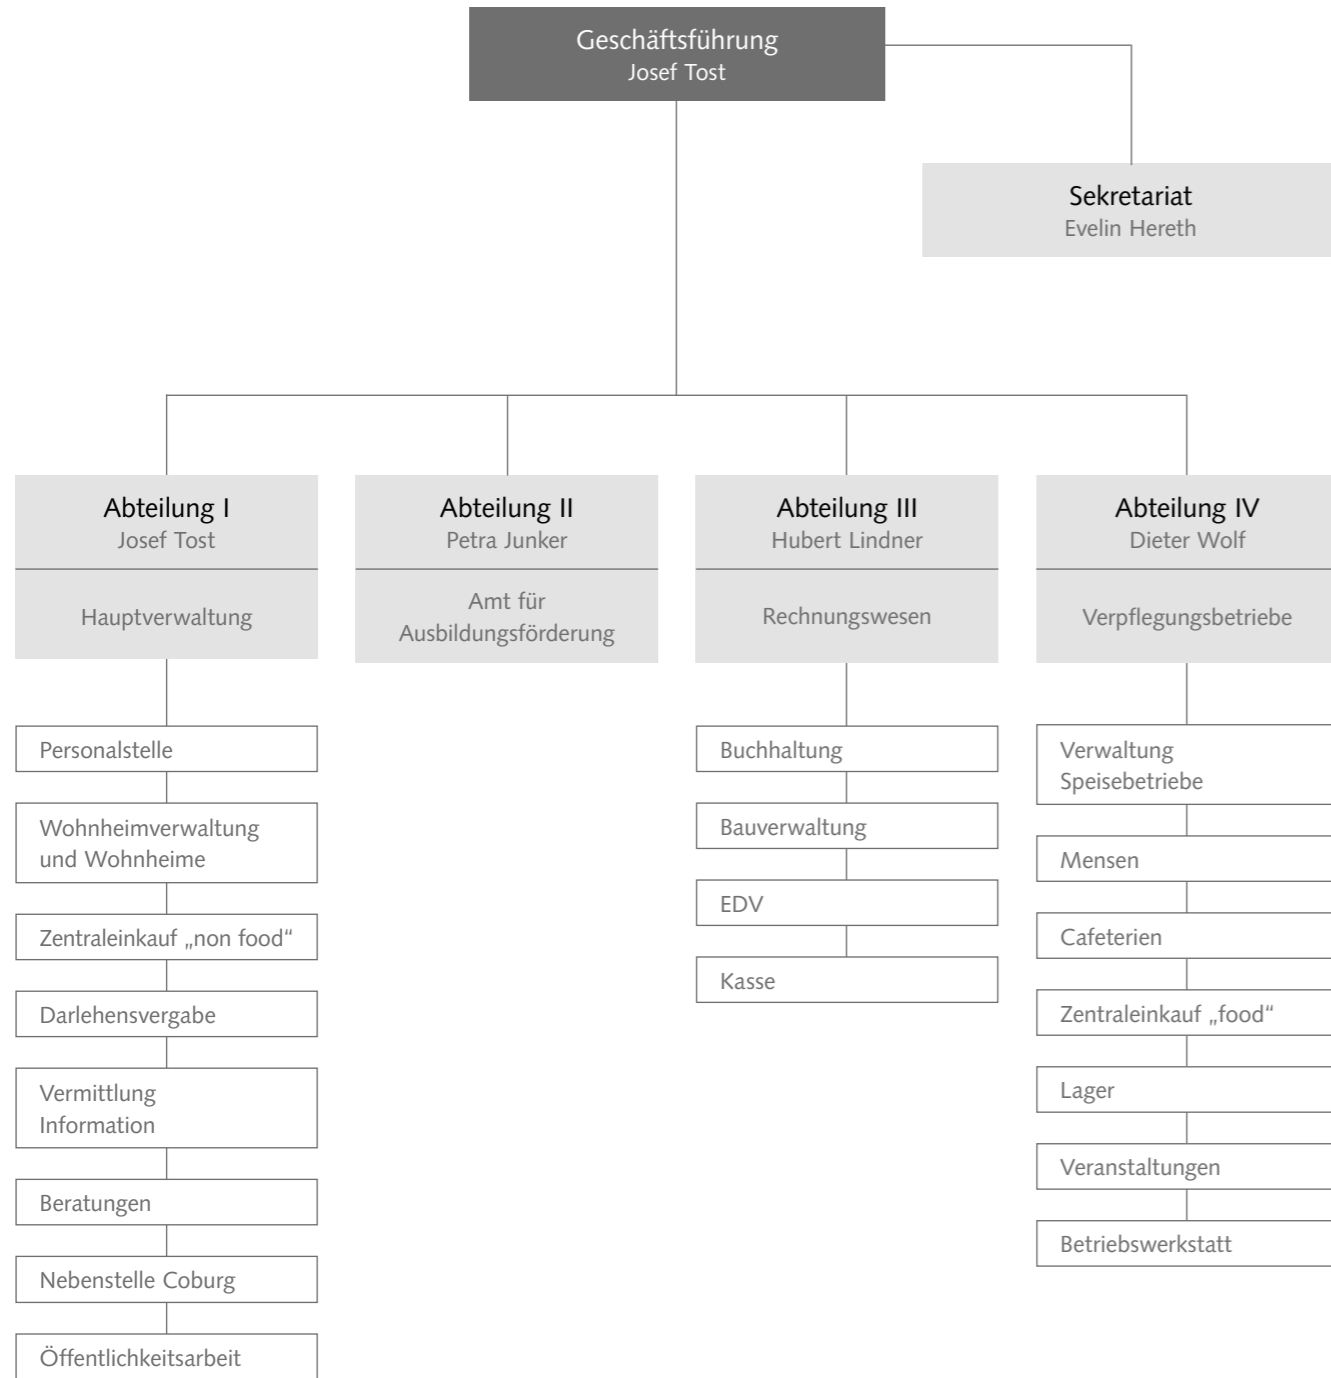 Geschäftsführung
Josef Tost
Sekretariat
Evelin Hereth
Abteilung I
Josef Tost
Hauptverwaltung
Personalstelle
Wohnheimverwaltung
und Wohnheime
Zentraleinkauf „non food“
Darlehensvergabe
Vermittlung
Information
Beratungen
Nebenstelle Coburg
Öffentlichkeitsarbeit
Abteilung II
Petra Junker
Amt für
Ausbildungsförderung
Abteilung III
Hubert Lindner
Rechnungswesen
Buchhaltung
Bauverwaltung
EDV
Kasse
Abteilung IV
Dieter Wolf
Verpflegungsbetriebe
Verwaltung
Speisebetriebe
Mensen
Cafeterien
Zentraleinkauf „food“
Lager
Veranstaltungen
Betriebswerkstatt